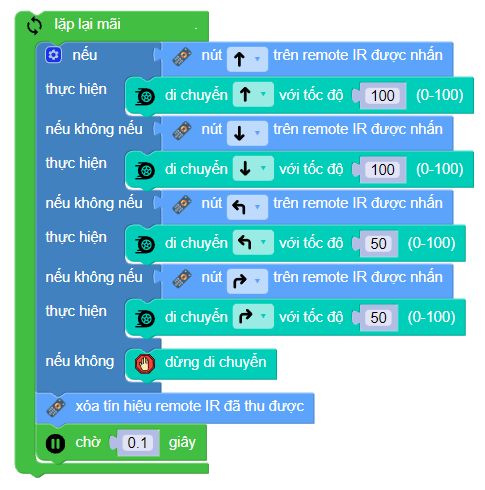 lặp lại mãi
nếu nút trên remote IR được nhấn
thực hiện di chuyển với tốc độ 100 (0-100)
nếu không nếu nút trên remote IR được nhấn
thực hiện di chuyển với tốc độ 100 (0-100)
nếu không nếu nút trên remote IR được nhấn
thực hiện di chuyển với tốc độ 50 (0-100)
nếu không nếu nút trên remote IR được nhấn
thực hiện di chuyển với tốc độ 50 (0-100)
nếu không dừng di chuyển
xóa tín hiệu remote IR đã thu được
chờ 0.1 giây